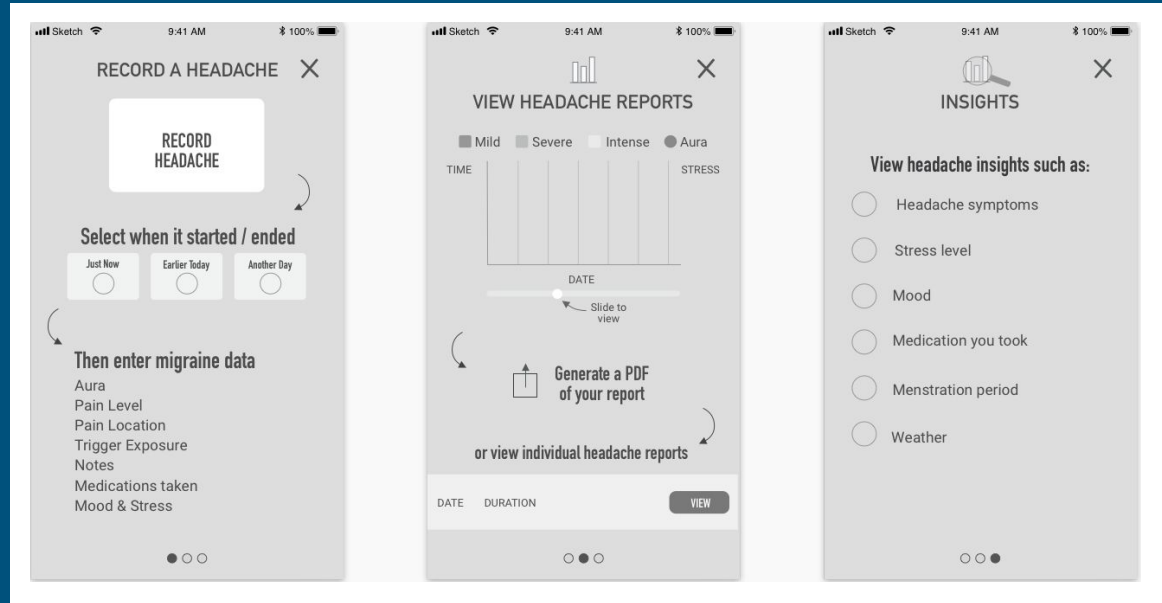 Sketch 9:41 AM 100%
RECORD A HEADACHE
RECORD
HEADACHE
Select when it started / ended
Just Now Earlier Today Another Day
Then enter migraine data
Aura
Pain Level
Pain Location
Trigger Exposure
Notes
Medications taken
Mood & Stress
Sketch 9:41 AM 100%
VIEW HEADACHE REPORTS
Mild Severe Intense Aura
TIME STRESS
DATE
Slide to
view
Generate a PDF
of your report
or view individual headache reports
DATE DURATION VIEW
Sketch 9:41 AM 100%
INSIGHTS
View headache insights such as:
Headache symptoms
Stress level
Mood
Medication you took
Menstration period
Weather